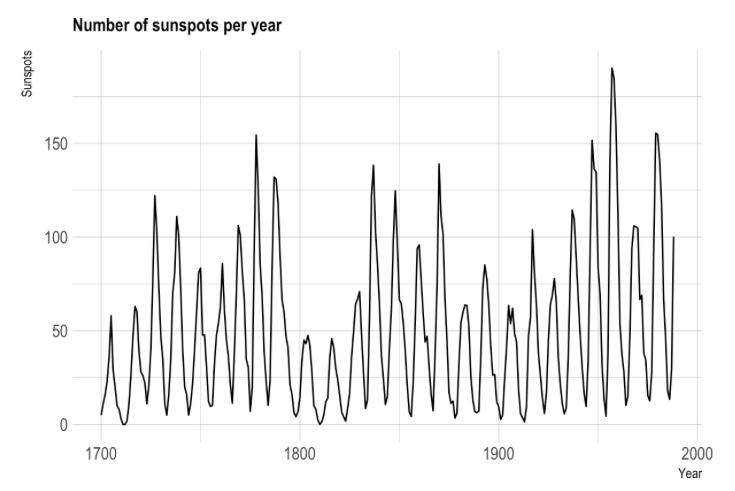 Number of sunspots per year
Sunspots
150
100
50
0
1700 1800 1900 2000
Year